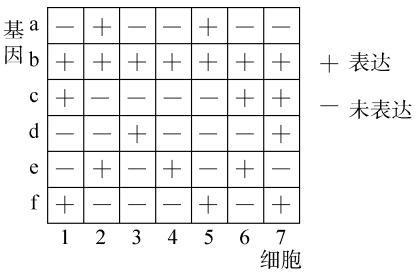 基因
a － ＋ － － ＋ － －
b ＋ ＋ ＋ ＋ ＋ ＋ ＋
c ＋ － － － － ＋ ＋
d － － ＋ － － － ＋
e － ＋ － ＋ － ＋ －
f ＋ － － － ＋ － ＋
1 2 3 4 5 6 7
细胞
＋ 表达
－ 未表达